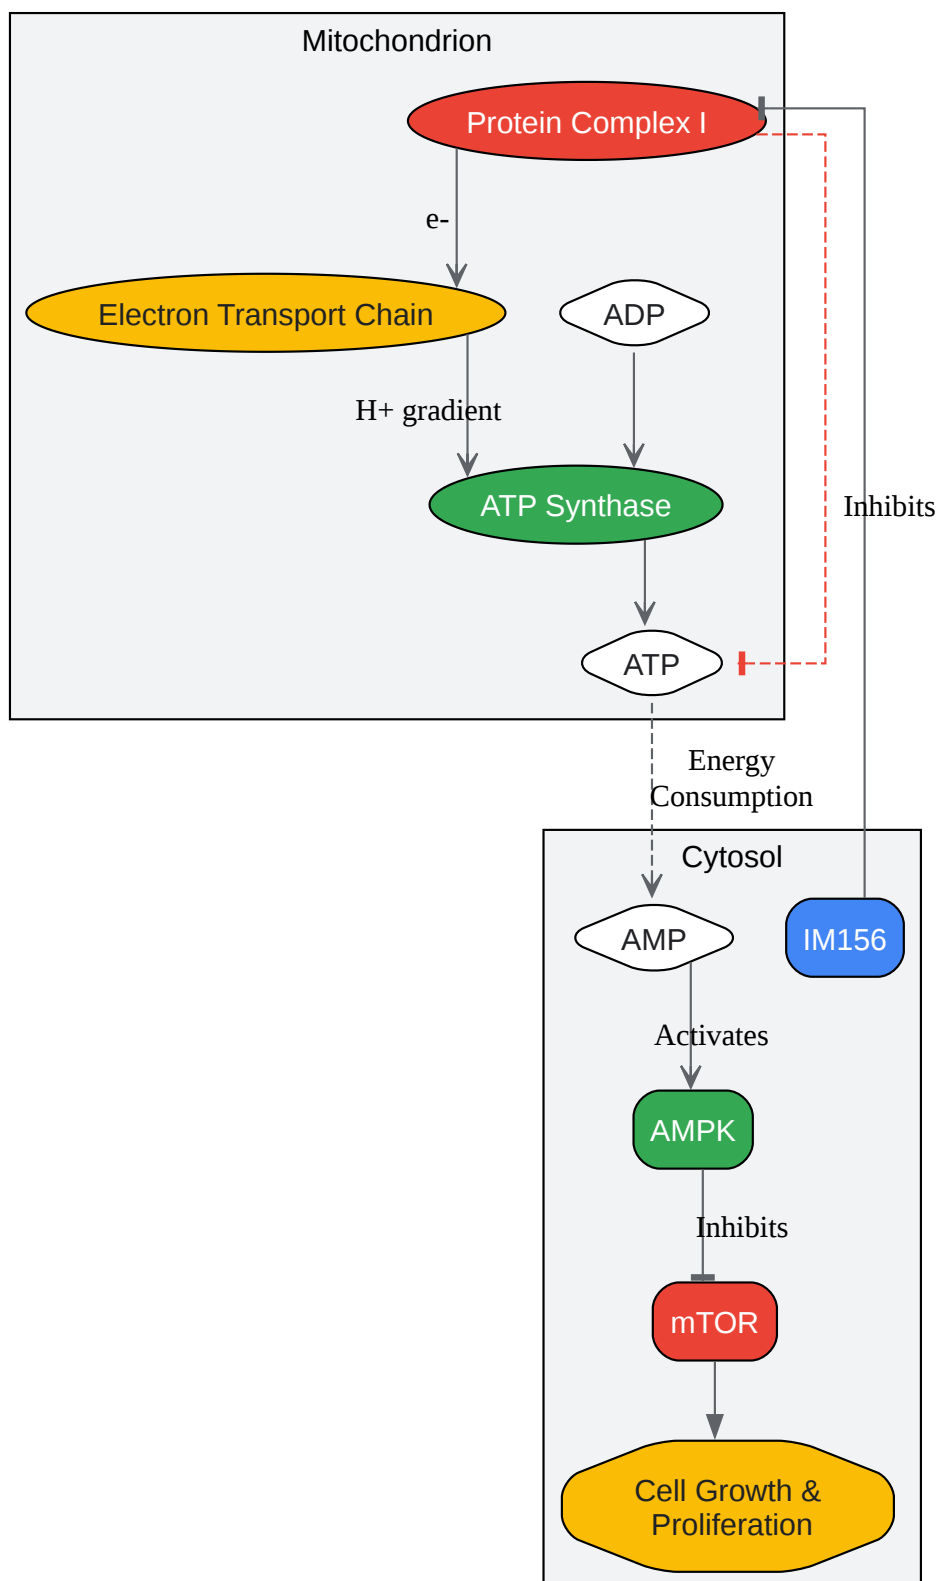 Mitochondrion
Protein Complex I
e-
Electron Transport Chain
ADP
H+ gradient
ATP Synthase
Inhibits
ATP
Energy
Consumption
Cytosol
AMP
IM156
Activates
AMPK
Inhibits
mTOR
Cell Growth &
Proliferation